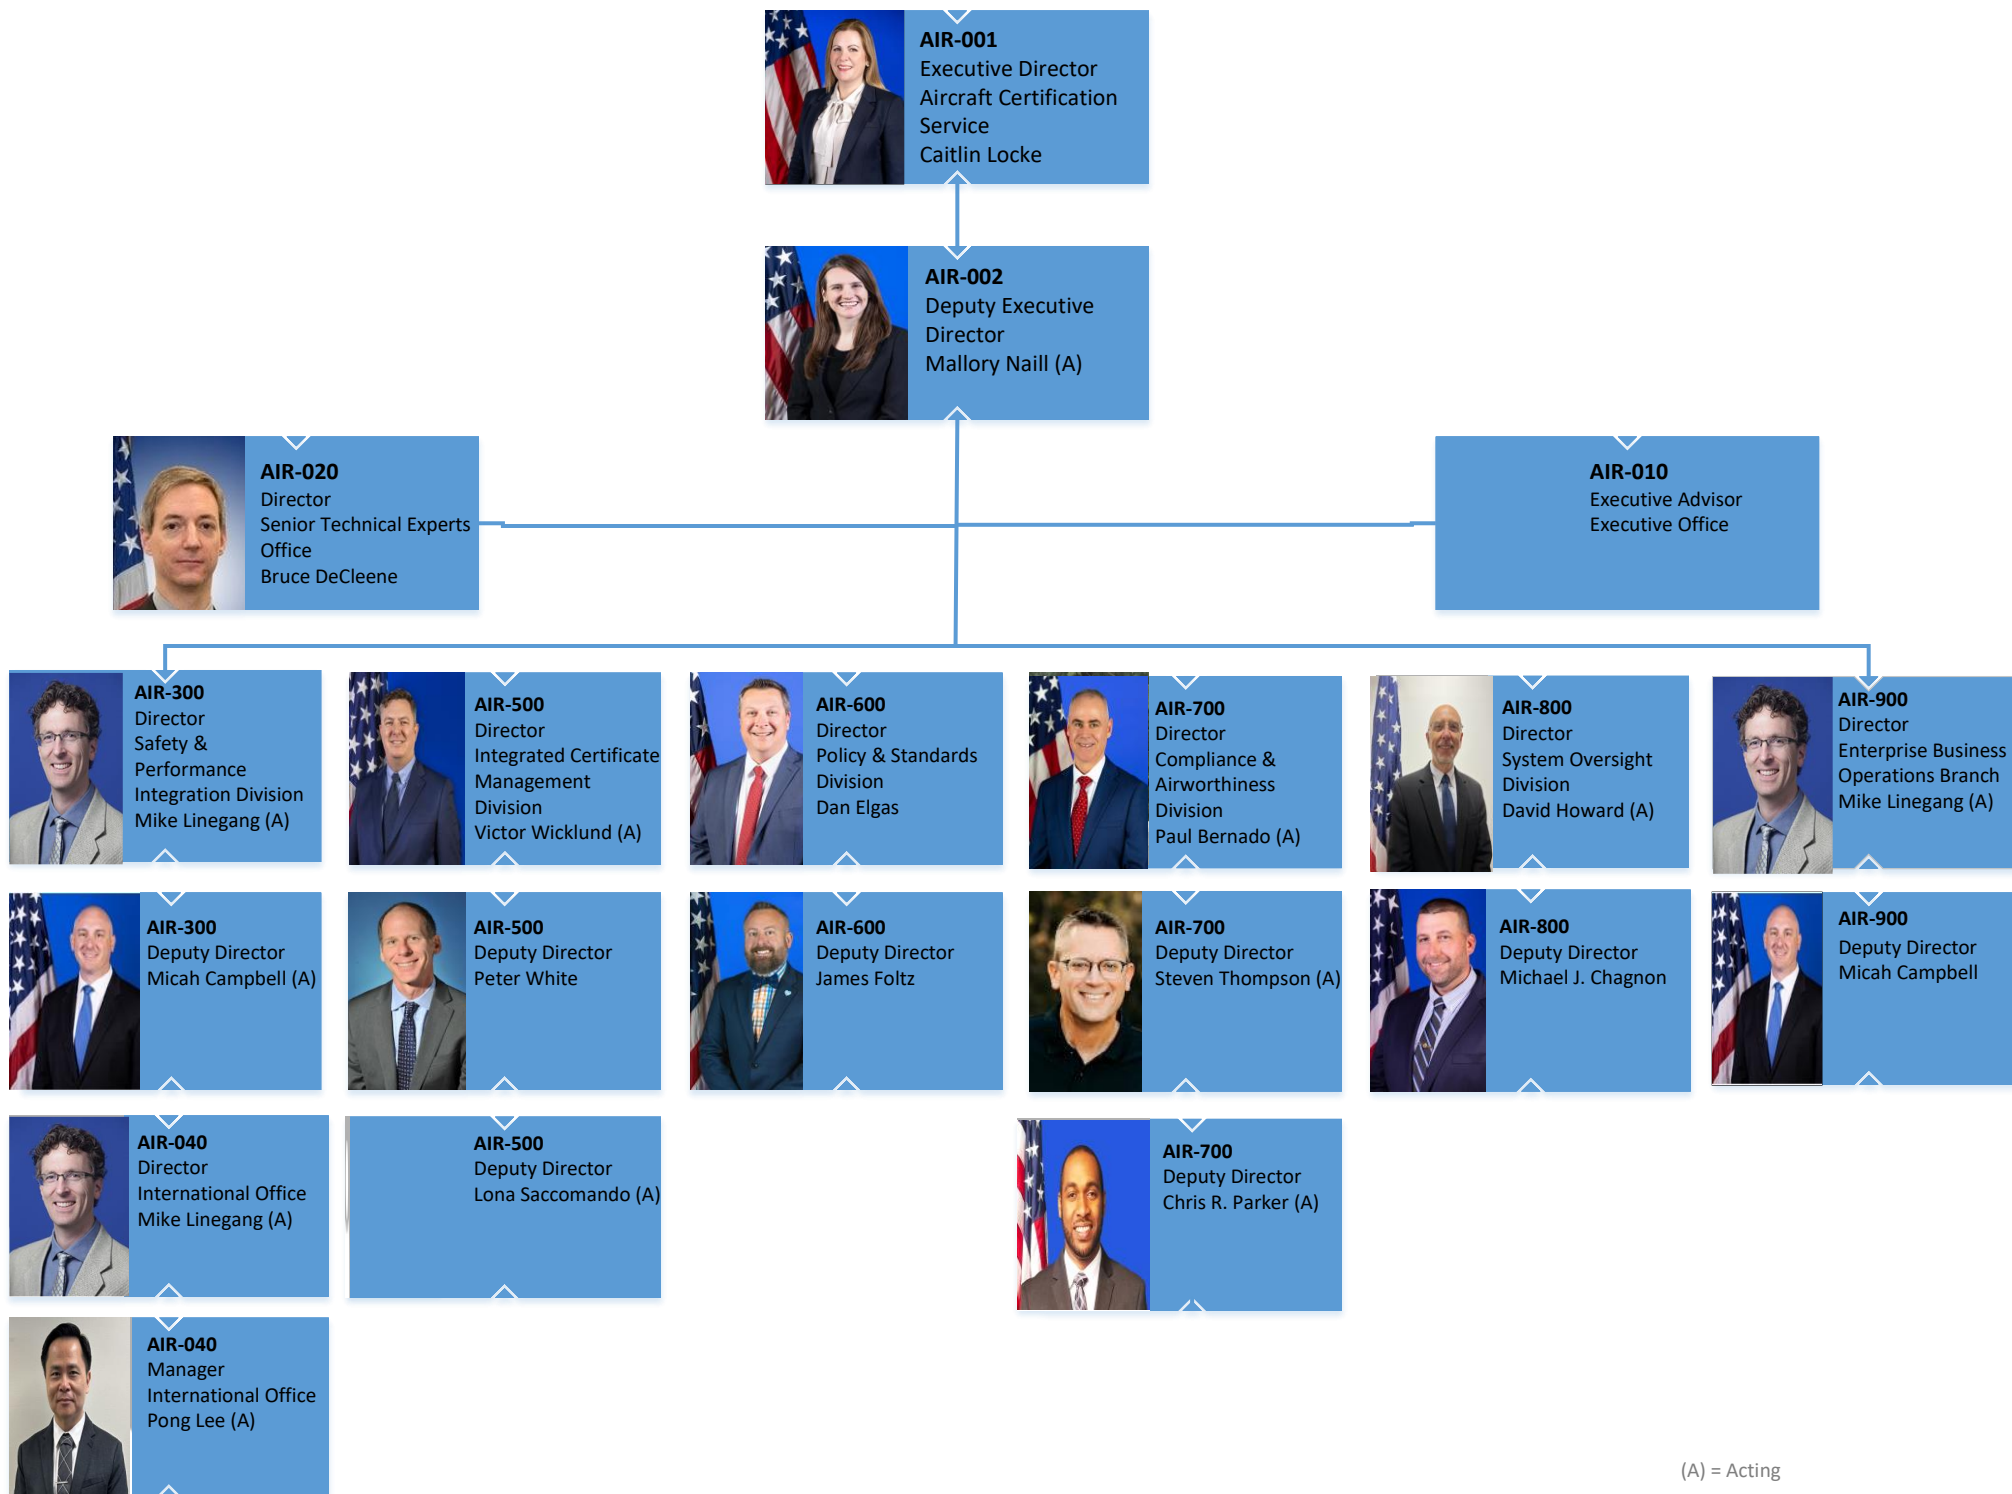 AIR-001
Executive Director
Aircraft Certification
Service
Caitlin Locke
AIR-002
Deputy Executive
Director
Mallory Naill (A)
AIR-020
Director
Senior Technical Experts
Office
Bruce DeCleene
AIR-010
Executive Advisor
Executive Office
AIR-300
Director
Safety &
Performance
Integration Division
Mike Linegang (A)
AIR-500
Director
Integrated Certificate
Management
Division
Victor Wicklund (A)
AIR-600
Director
Policy & Standards
Division
Dan Elgas
AIR-700
Director
Compliance &
Airworthiness
Division
Paul Bernado (A)
AIR-800
Director
System Oversight
Division
David Howard (A)
AIR-900
Director
Enterprise Business
Operations Branch
Mike Linegang (A)
AIR-300
Deputy Director
Micah Campbell (A)
AIR-500
Deputy Director
Peter White
AIR-600
Deputy Director
James Foltz
AIR-700
Deputy Director
Steven Thompson (A)
AIR-800
Deputy Director
Michael J. Chagnon
AIR-900
Deputy Director
Micah Campbell
AIR-040
Director
International Office
Mike Linegang (A)
AIR-500
Deputy Director
Lona Saccomando (A)
AIR-700
Deputy Director
Chris R. Parker (A)
AIR-040
Manager
International Office
Pong Lee (A)
(A) = Acting